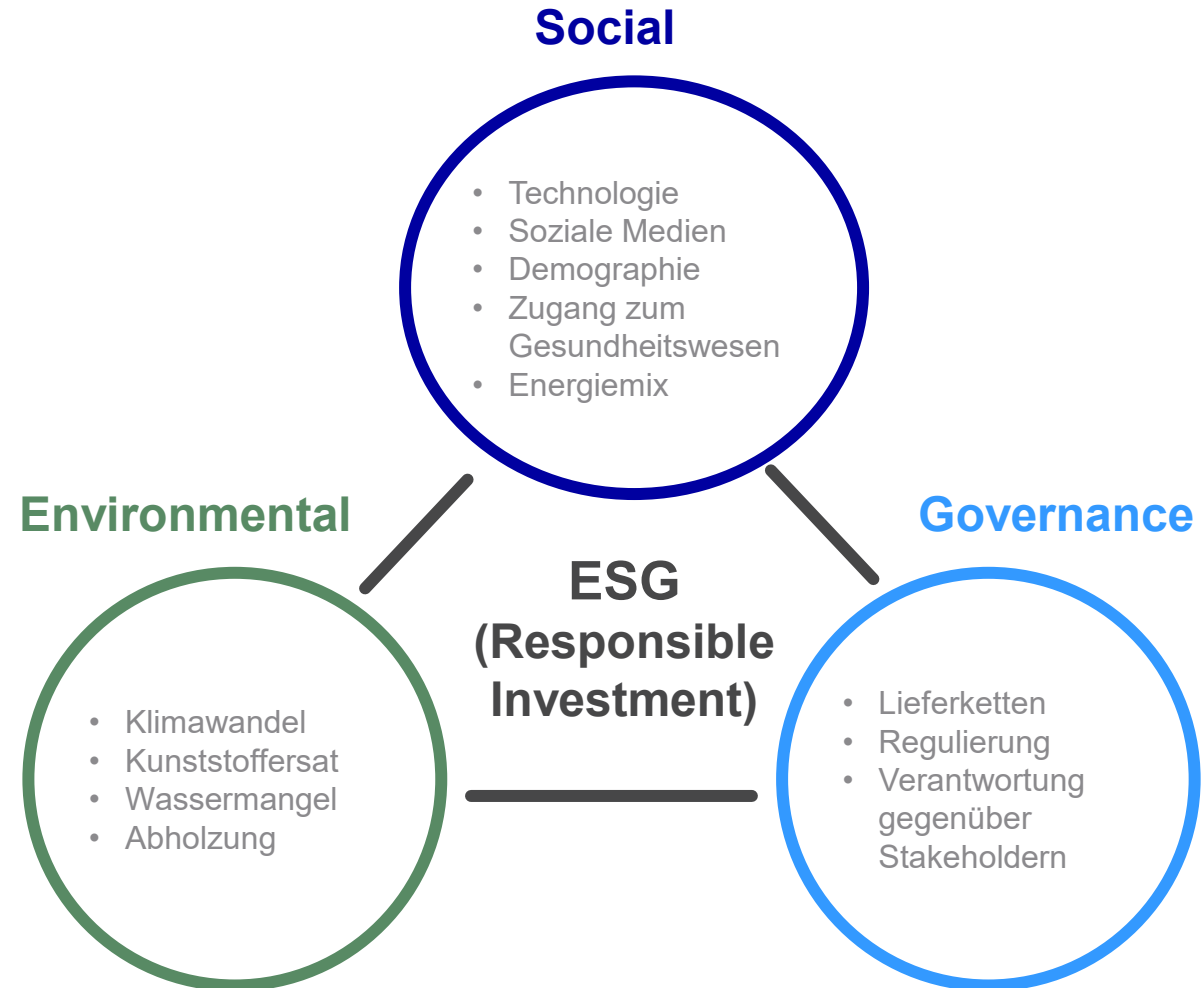 Social
• Technologie
• Soziale Medien
• Demographie
• Zugang zum
Gesundheitswesen
• Energiemix
Environmental
Governance
ESG
(Responsible
Investment)
• Klimawandel
• Kunststoffersat
• Wassermangel
• Abholzung
• Lieferketten
• Regulierung
• Verantwortung
gegenüber
Stakeholdern